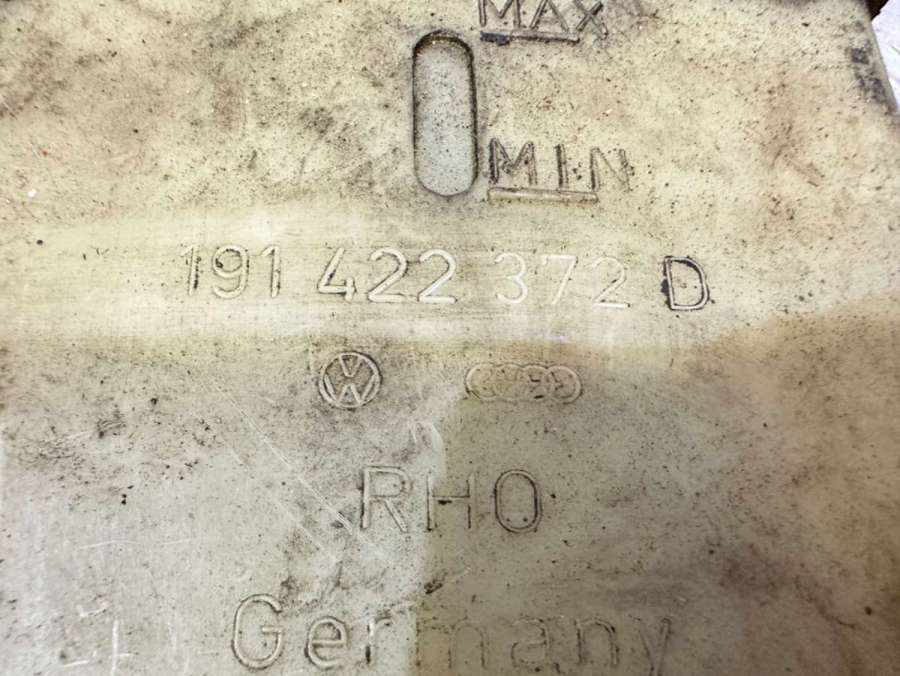 MAX
MIN
191 422 372 D
RHO
Germany